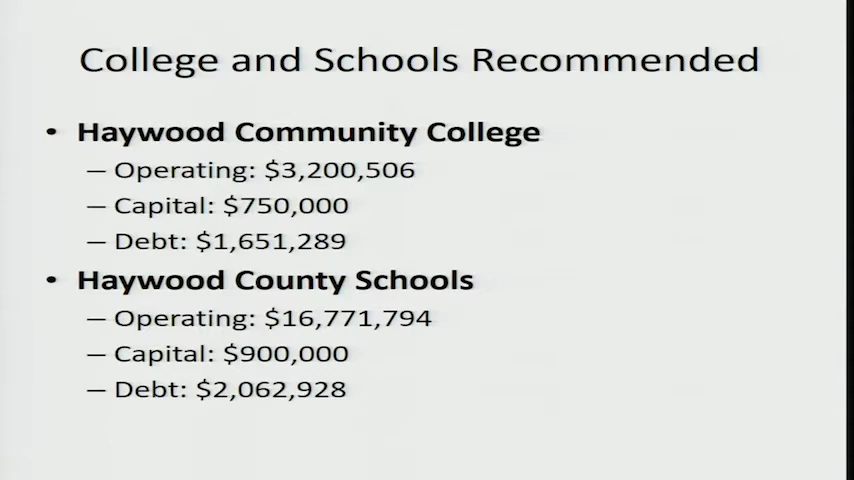 College and Schools Recommended
• Haywood Community College
– Operating: $3,200,506
– Capital: $750,000
– Debt: $1,651,289
• Haywood County Schools
– Operating: $16,771,794
– Capital: $900,000
– Debt: $2,062,928